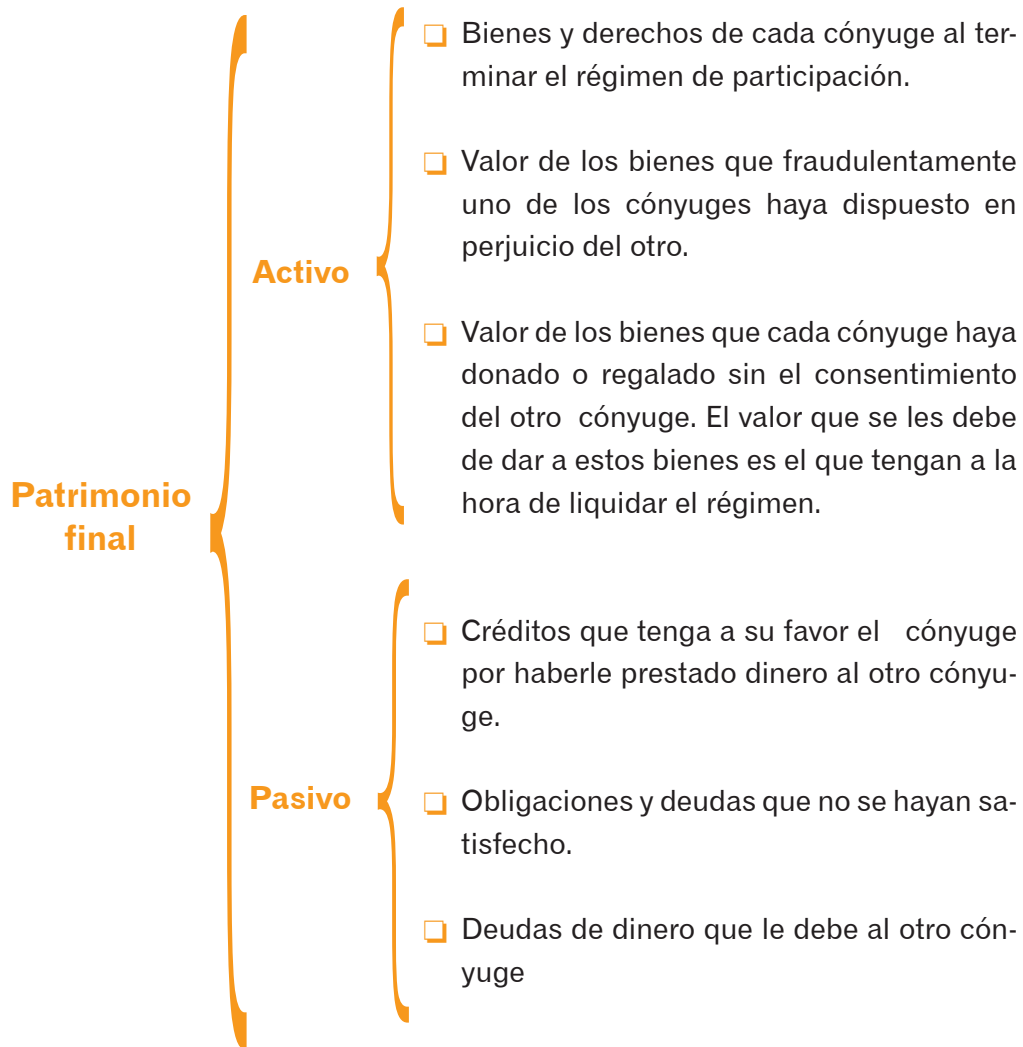 Patrimonio
final
Activo
❏ Bienes y derechos de cada cónyuge al ter-
minar el régimen de participación.
❏ Valor de los bienes que fraudulentamente
uno de los cónyuges haya dispuesto en
perjuicio del otro.
❏ Valor de los bienes que cada cónyuge haya
donado o regalado sin el consentimiento
del otro cónyuge. El valor que se les debe
de dar a estos bienes es el que tengan a la
hora de liquidar el régimen.
Pasivo
❏ Créditos que tenga a su favor el cónyuge
por haberle prestado dinero al otro cónyu-
ge.
❏ Obligaciones y deudas que no se hayan sa-
tisfecho.
❏ Deudas de dinero que le debe al otro cón-
yuge